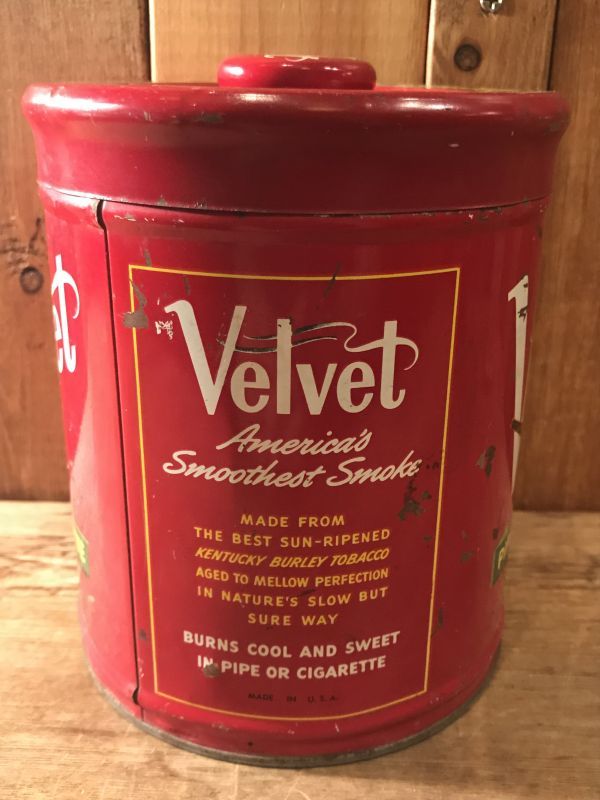 Velvet
America's
Smoothest Smoke
MADE FROM
THE BEST SUN-RIPENED
KENTUCKY BURLEY TOBACCO
AGED TO MELLOW PERFECTION
IN NATURE'S SLOW BUT
SURE WAY
BURNS COOL AND SWEET
IN PIPE OR CIGARETTE
MADE IN U.S.A.